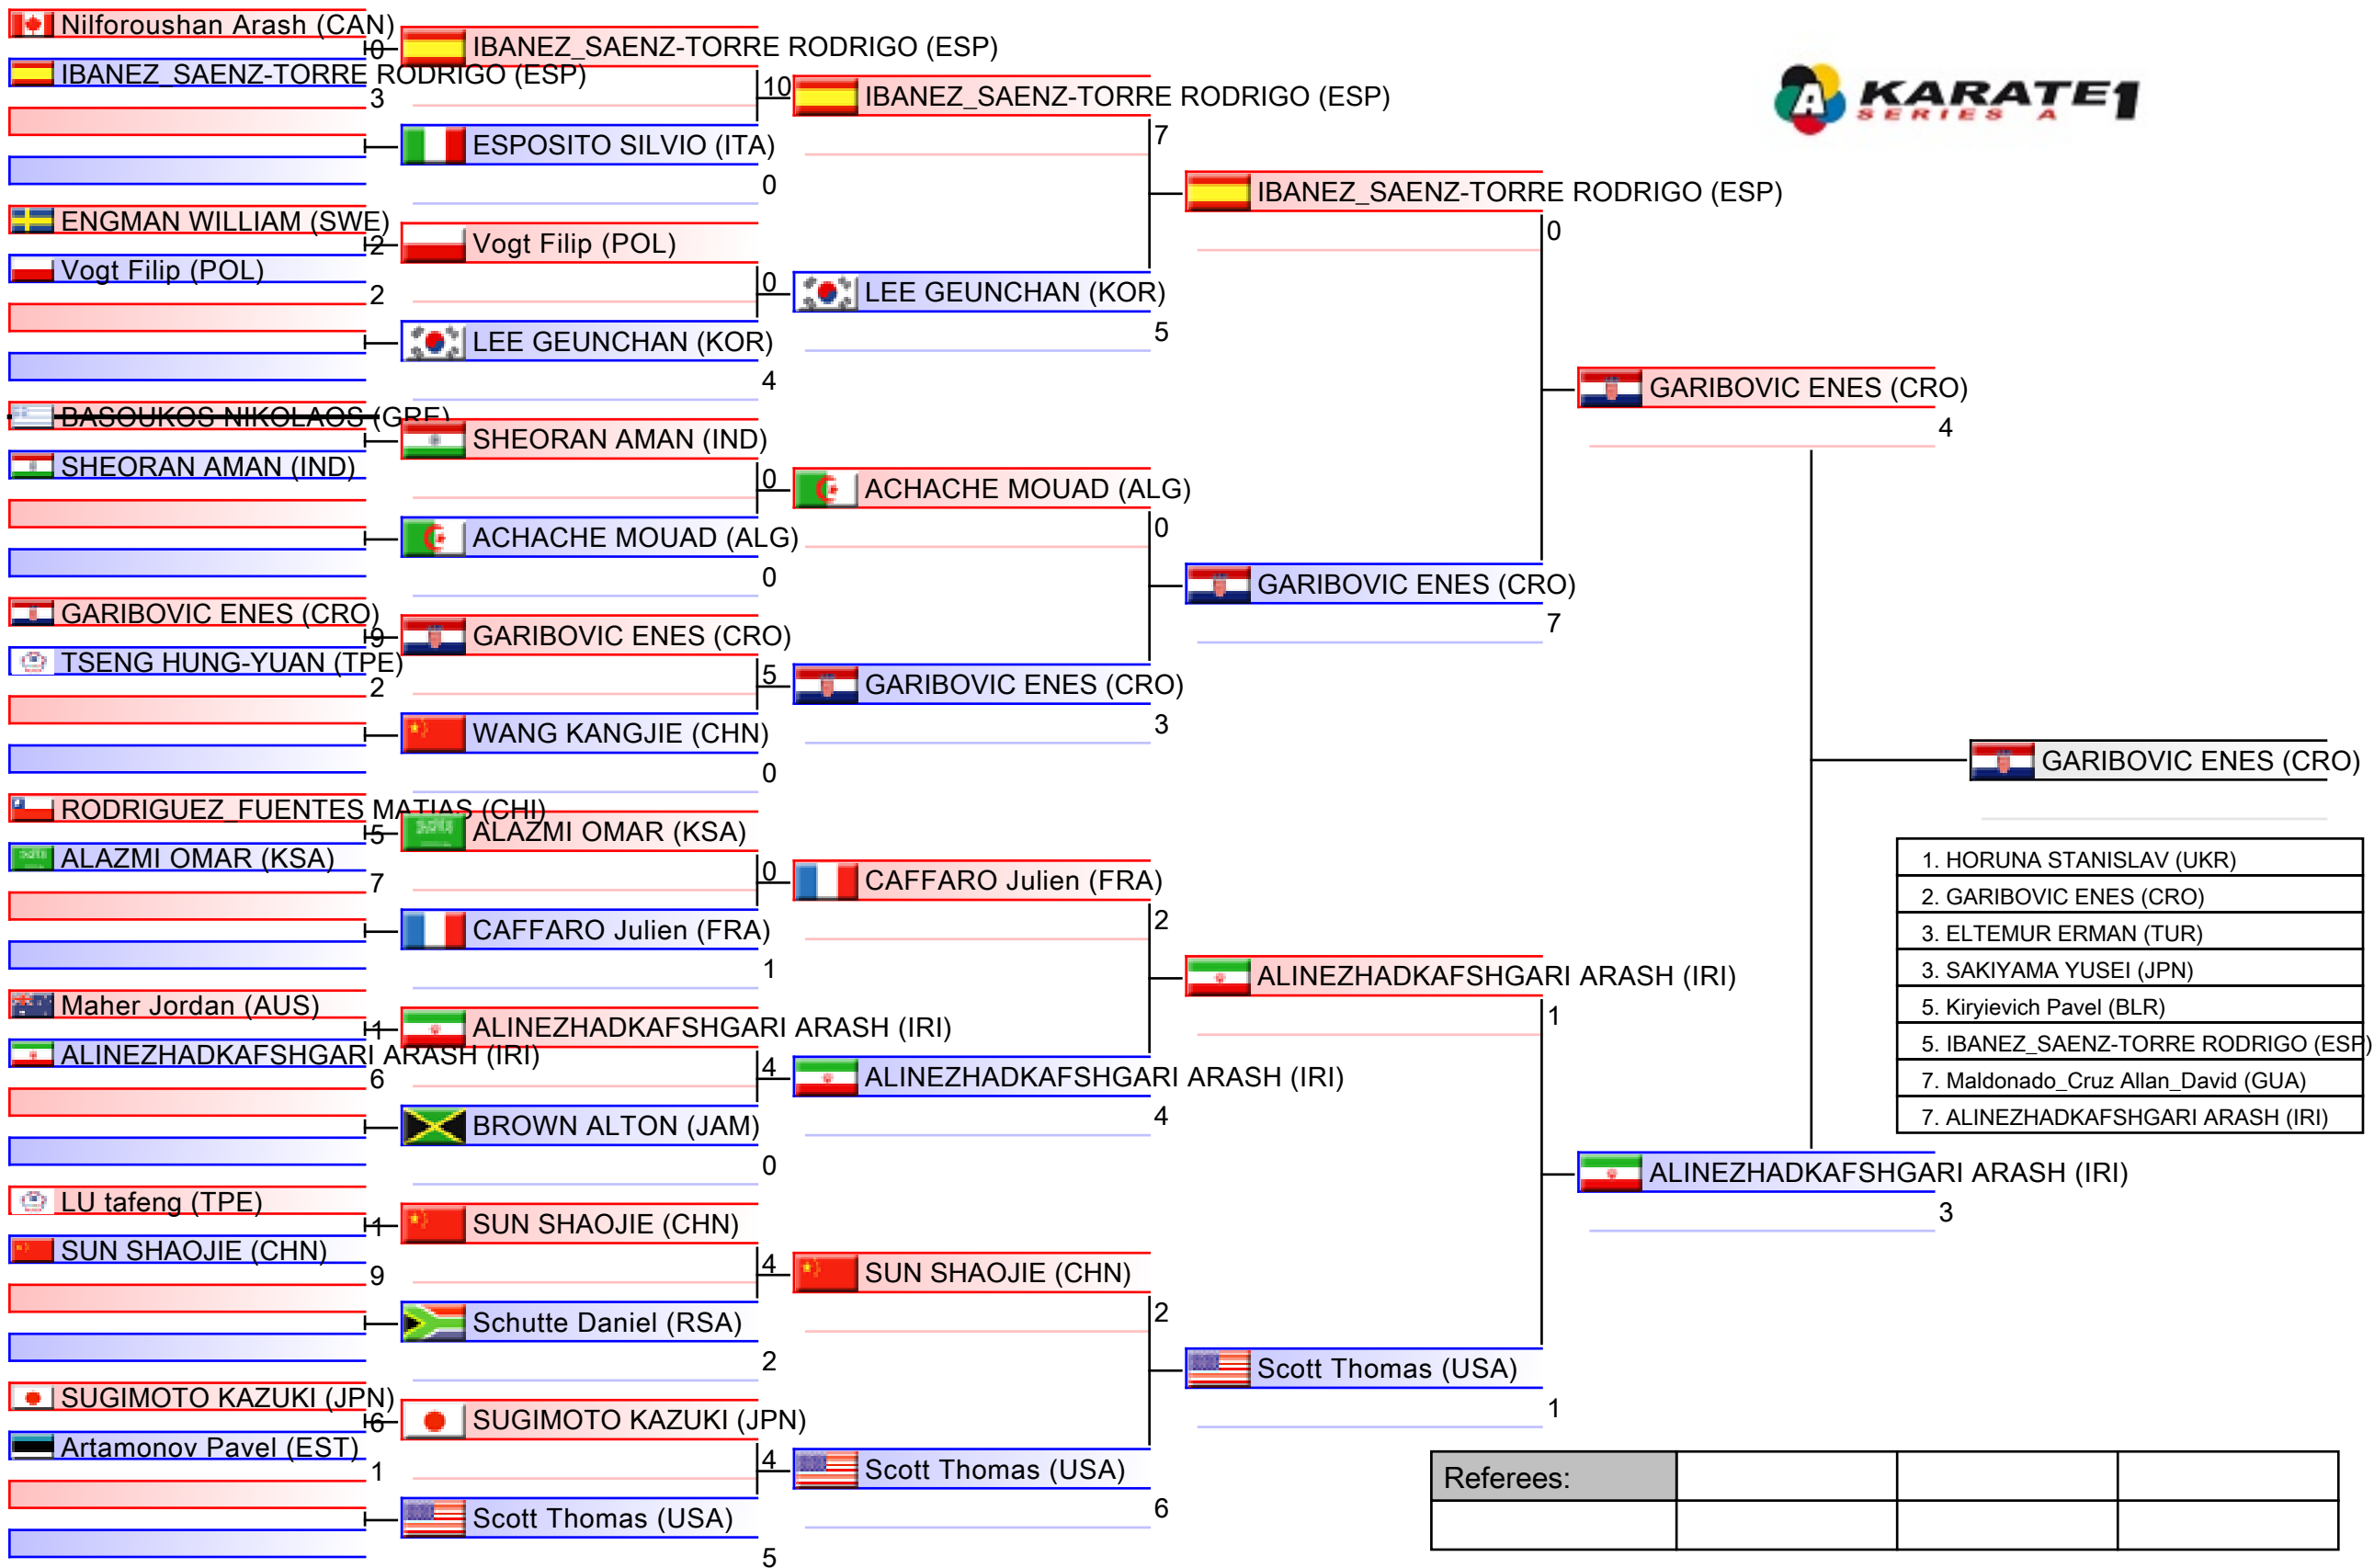 Nilforoushan Arash (CAN)
0
IBANEZ_SAENZ-TORRE RODRIGO (ESP)
3
ENGMAN WILLIAM (SWE)
2
Vogt Filip (POL)
2
BASOUKOS NIKOLAOS (GRE)
SHEORAN AMAN (IND)
GARIBOVIC ENES (CRO)
9
TSENG HUNG-YUAN (TPE)
2
RODRIGUEZ_FUENTES MATIAS (CHI)
5
ALAZMI OMAR (KSA)
7
Maher Jordan (AUS)
1
ALINEZHADKAFSHGARI ARASH (IRI)
6
LU tafeng (TPE)
1
SUN SHAOJIE (CHN)
9
SUGIMOTO KAZUKI (JPN)
6
Artamonov Pavel (EST)
1
IBANEZ_SAENZ-TORRE RODRIGO (ESP)
10
ESPOSITO SILVIO (ITA)
0
Vogt Filip (POL)
0
LEE GEUNCHAN (KOR)
4
SHEORAN AMAN (IND)
0
ACHACHE MOUAD (ALG)
0
GARIBOVIC ENES (CRO)
5
WANG KANGJIE (CHN)
0
ALAZMI OMAR (KSA)
0
CAFFARO Julien (FRA)
1
ALINEZHADKAFSHGARI ARASH (IRI)
4
BROWN ALTON (JAM)
0
SUN SHAOJIE (CHN)
4
Schutte Daniel (RSA)
2
SUGIMOTO KAZUKI (JPN)
4
Scott Thomas (USA)
5
IBANEZ_SAENZ-TORRE RODRIGO (ESP)
7
LEE GEUNCHAN (KOR)
5
ACHACHE MOUAD (ALG)
0
GARIBOVIC ENES (CRO)
3
CAFFARO Julien (FRA)
2
ALINEZHADKAFSHGARI ARASH (IRI)
4
SUN SHAOJIE (CHN)
2
Scott Thomas (USA)
6
IBANEZ_SAENZ-TORRE RODRIGO (ESP)
0
GARIBOVIC ENES (CRO)
7
ALINEZHADKAFSHGARI ARASH (IRI)
1
Scott Thomas (USA)
1
GARIBOVIC ENES (CRO)
4
ALINEZHADKAFSHGARI ARASH (IRI)
3
A KARATE1
SERIES A
GARIBOVIC ENES (CRO)
1. HORUNA STANISLAV (UKR)
2. GARIBOVIC ENES (CRO)
3. ELTEMUR ERMAN (TUR)
3. SAKIYAMA YUSEI (JPN)
5. Kiryievich Pavel (BLR)
5. IBANEZ_SAENZ-TORRE RODRIGO (ESP)
7. Maldonado_Cruz Allan_David (GUA)
7. ALINEZHADKAFSHGARI ARASH (IRI)
Referees: